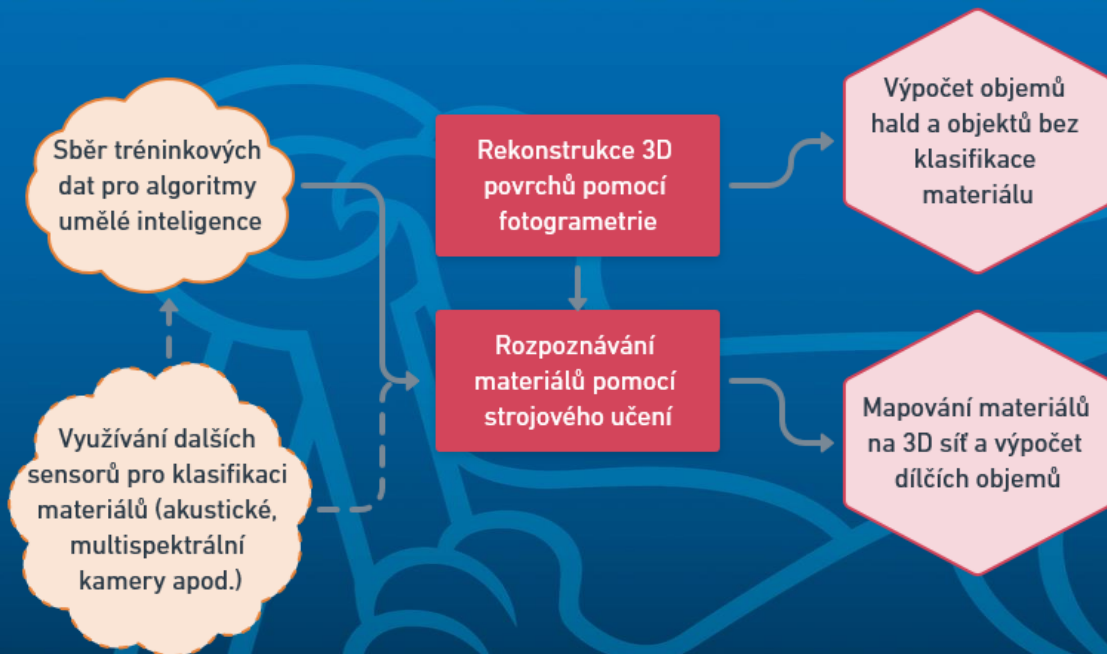 Sběr tréninkových
dat pro algoritmy
umělé inteligence
Rekonstrukce 3D
povrchů pomocí
fotogrametrie
Výpočet objemů
hald a objektů bez
klasifikace
materiálu
Využívání dalších
sensorů pro klasifikaci
materiálů (akustické,
multispektrální
kamery apod.)
Rozpoznávání
materiálů pomocí
strojového učení
Mapování materiálů
na 3D síť a výpočet
dílčích objemů